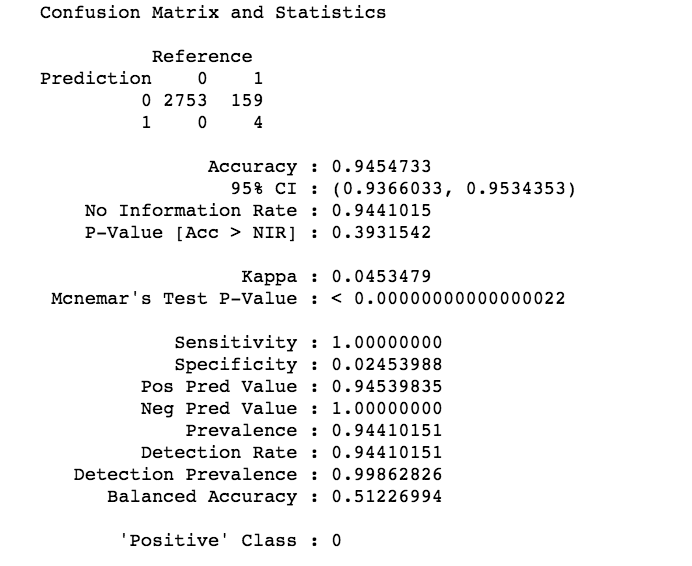 Confusion Matrix and Statistics
Reference
Prediction 0 1
0 2753 159
1 0 4
Accuracy : 0.9454733
95% CI : (0.9366033, 0.9534353)
No Information Rate : 0.9441015
P-Value [Acc > NIR] : 0.3931542
Kappa : 0.0453479
Mcnemar's Test P-Value : < 0.00000000000000022
Sensitivity : 1.00000000
Specificity : 0.02453988
Pos Pred Value : 0.94539835
Neg Pred Value : 1.00000000
Prevalence : 0.94410151
Detection Rate : 0.94410151
Detection Prevalence : 0.99862826
Balanced Accuracy : 0.51226994
'Positive' Class : 0